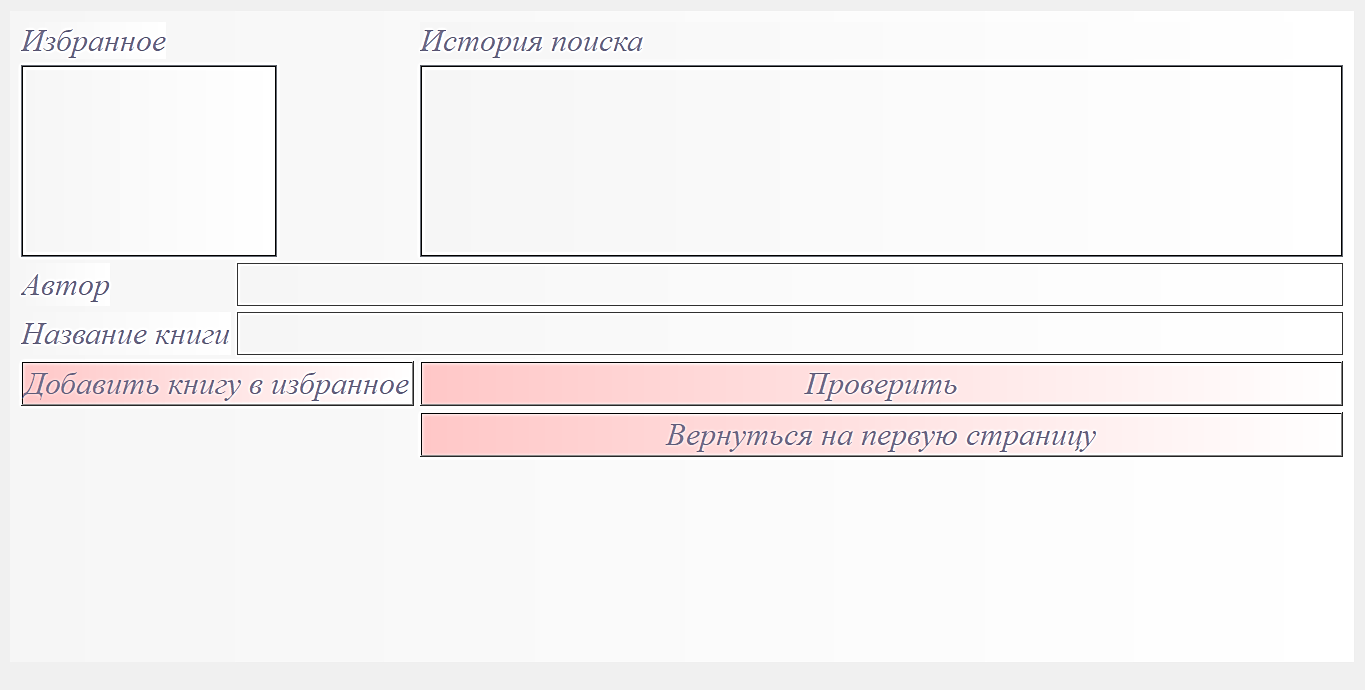 Избранное
История поиска
Автор
Название книги
Добавить книгу в избранное
Проверить
Вернуться на первую страницу